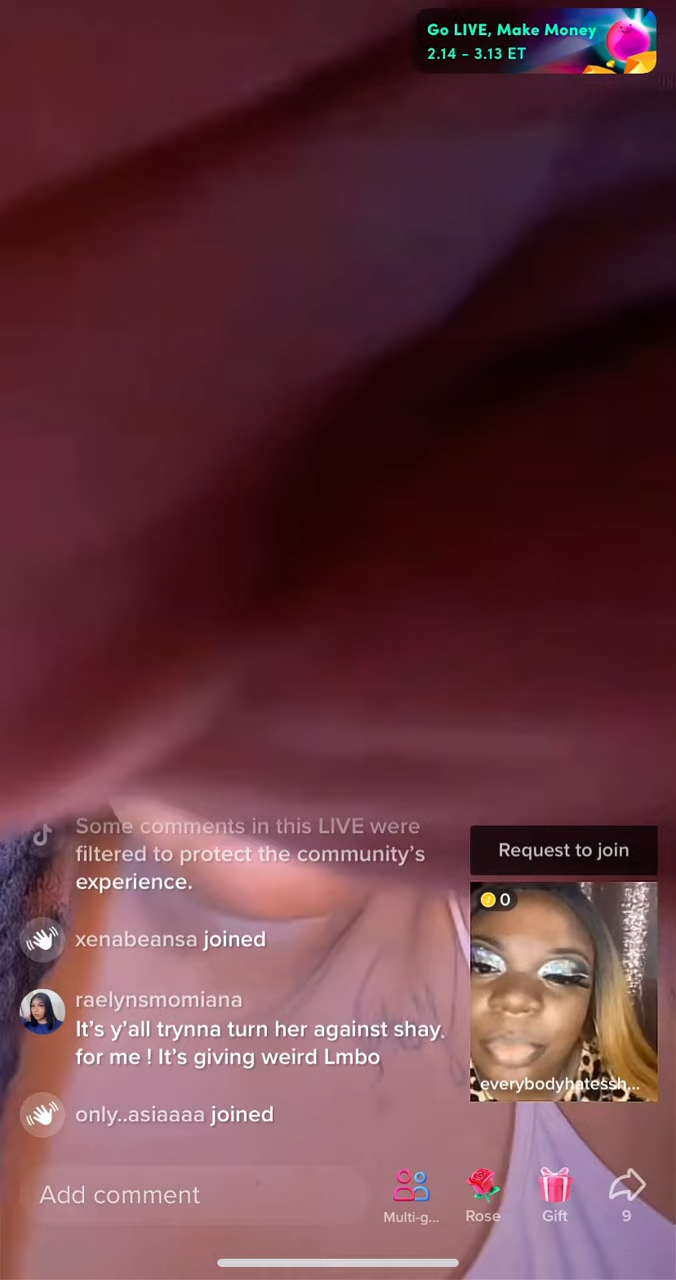 Go LIVE, Make Money
2.14 - 3.13 ET
Some comments in this LIVE were
filtered to protect the community's
experience.
Request to join
0
xenabeansa joined
raelynsmomiana
It's y'all trynna turn her against shay.
for me ! It's giving weird Lmbo
everybodyhatessh...
only..asiaaaa joined
Add comment
Multi-g...
Rose
Gift
9